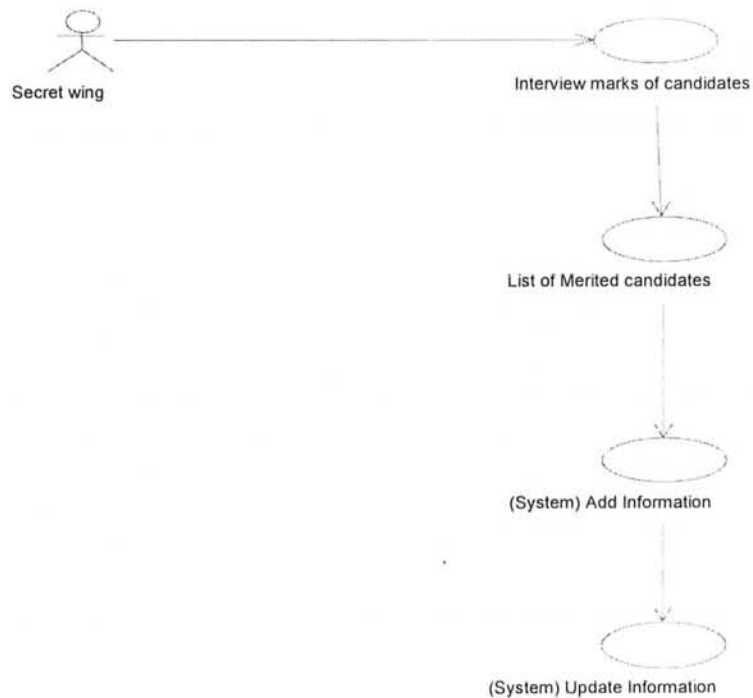 Secret wing
Interview marks of candidates
List of Merited candidates
(System) Add Information
(System) Update Information